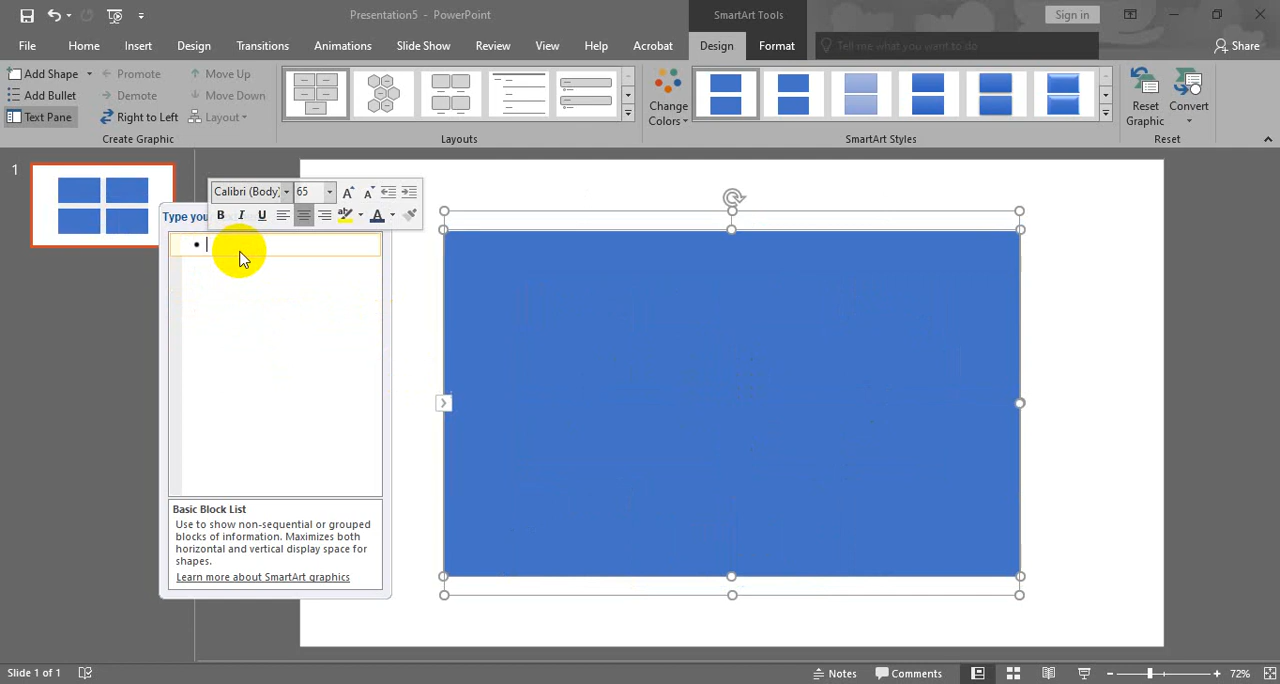 Presentation5 - PowerPoint
SmartArt Tools
Sign in
File
Home
Insert
Design
Transitions
Animations
Slide Show
Review
View
Help
Acrobat
Design
Format
Tell me what you want to do
Share
Add Shape
Promote
Move Up
Add Bullet
Demote
Move Down
Text Pane
Right to Left
Layout
Create Graphic
Layouts
Change
Colors
SmartArt Styles
Reset
Graphic
Convert
Reset
1
Calibri (Body)
65
B I U
A
Type you
Basic Block List
Use to show non-sequential or grouped
blocks of information. Maximizes both
horizontal and vertical display space for
shapes.
Learn more about SmartArt graphics
Slide 1 of 1
Notes
Comments
72%